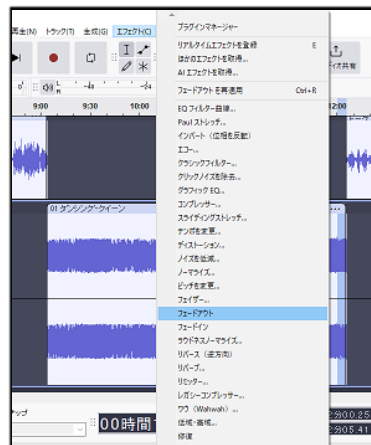 再生(N) トラック(T) 生成(G) エフェクト(C)
プラグインマネージャー
リアルタイムエフェクトを登録 E
ほかのエフェクトを取得...
AI エフェクトを取得...
フェードアウトを再適用 Ctrl+R
EQ フィルター曲線...
Paul ストレッチ...
インバート（位相を反転）
エコー...
クラシックフィルター...
クリックノイズを除去...
グラフィック EQ...
コンプレッサー...
スライディングストレッチ...
テンポを変更...
ディストーション...
ノイズを低減...
ノーマライズ...
ピッチを変更...
フェイザー...
フェードアウト
フェードイン
ラウドネスノーマライズ...
リバース（逆方向）
リバーブ...
リミッター...
レガシーコンプレッサー...
ワウ（Wahwah）...
低域・高域...
修復
オ共有
L
R
-48
-24
9:00 9:30 10:00 12:00
01 ダンシングクイーン
00時間